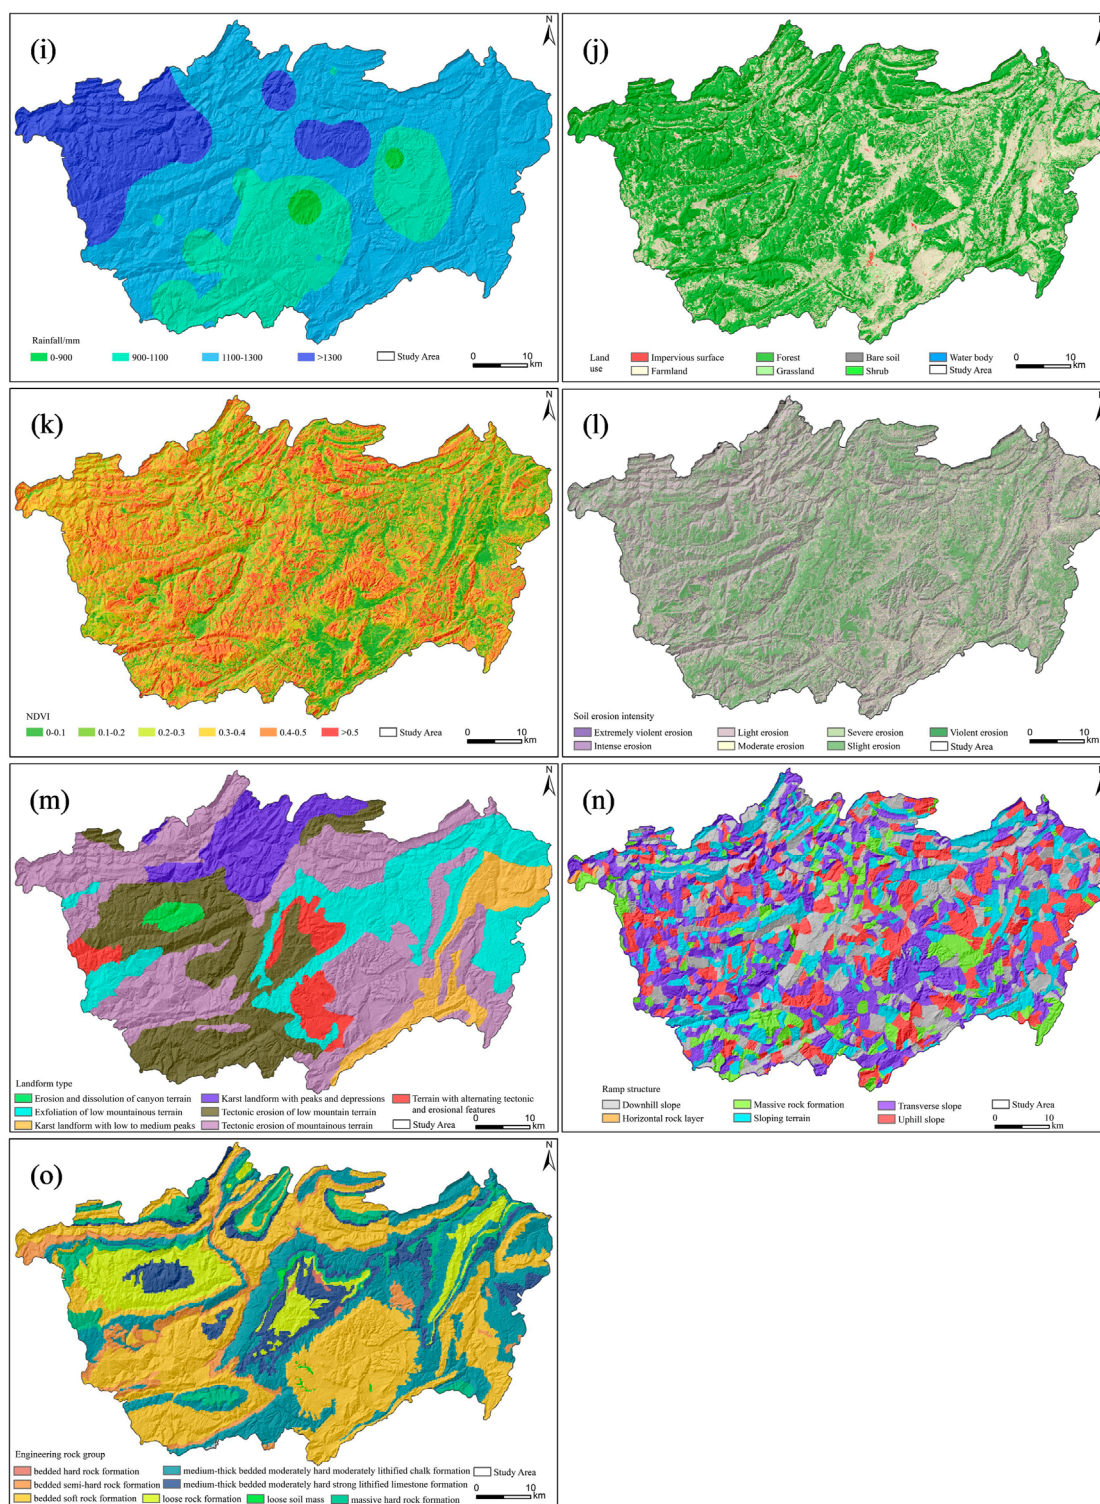 (i)
N
Rainfall/mm
0-900 900-1100 1100-1300 >1300 Study Area
0 10
km
(j)
N
Land use
Impervious surface Forest Bare soil Water body
Farmland Grassland Shrub Study Area
0 10
km
(k)
N
NDVI
0-0.1 0.1-0.2 0.2-0.3 0.3-0.4 0.4-0.5 >0.5 Study Area
0 10
km
(l)
N
Soil erosion intensity
Extremely violent erosion Light erosion Severe erosion Violent erosion
Intense erosion Moderate erosion Slight erosion Study Area
0 10
km
(m)
N
Landform type
Erosion and dissolution of canyon terrain Karst landform with peaks and depressions Terrain with alternating tectonic and erosional features
Exfoliation of low mountainous terrain Tectonic erosion of low mountain terrain
Karst landform with low to medium peaks Tectonic erosion of mountainous terrain Study Area
0 10
km
(n)
N
Ramp structure
Downhill slope Massive rock formation Transverse slope Study Area
Horizontal rock layer Sloping terrain Uphill slope
0 10
km
(o)
N
Engineering rock group
bedded hard rock formation medium-thick bedded moderately hard moderately lithified chalk formation Study Area
bedded semi-hard rock formation medium-thick bedded moderately hard strong lithified limestone formation
bedded soft rock formation loose rock formation loose soil mass massive hard rock formation
0 10
km